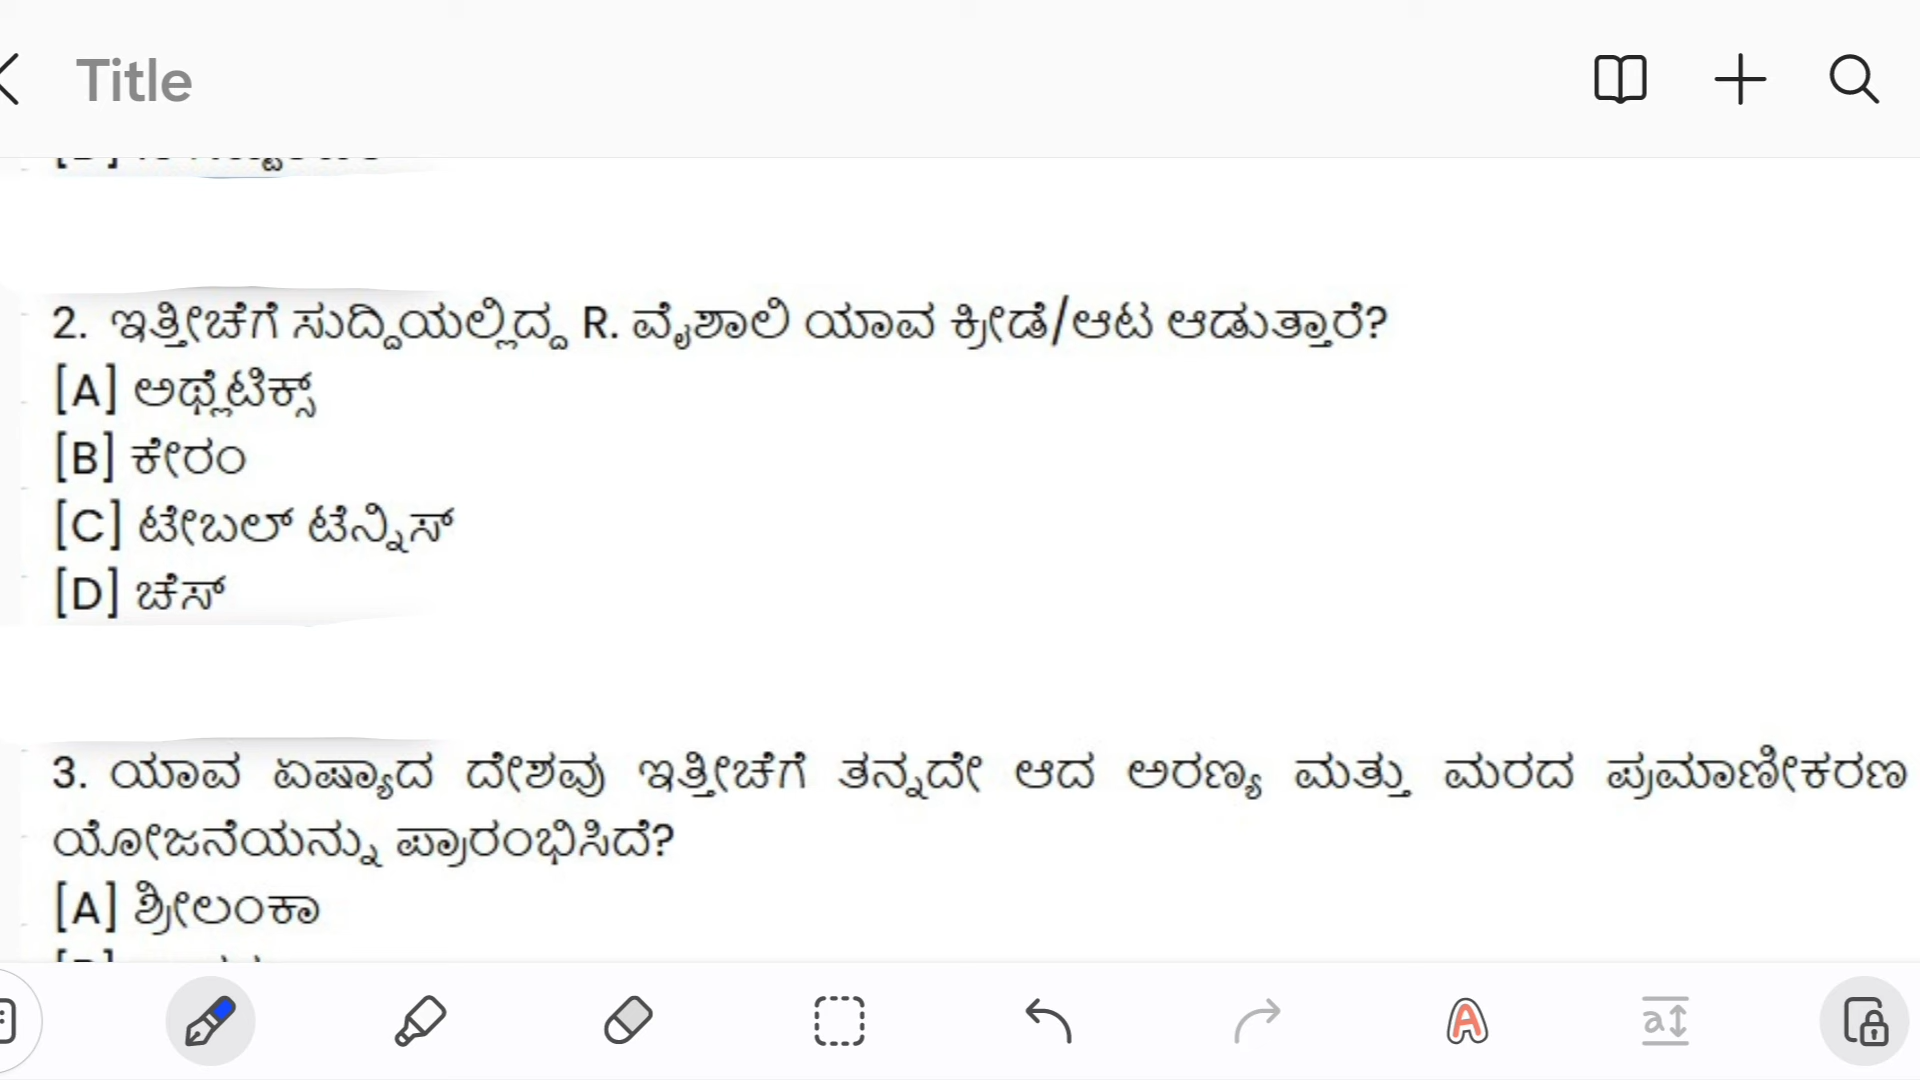 Title
2. ಇತ್ತೀಚೆಗೆ ಸುದ್ದಿಯಲ್ಲಿದ್ದ R. ವೈಶಾಲಿ ಯಾವ ಕ್ರೀಡೆ/ಆಟ ಆಡುತ್ತಾರೆ?
[A] ಅಥ್ಲೆಟಿಕ್ಸ್
[B] ಕೇರಂ
[C] ಟೇಬಲ್ ಟೆನ್ನಿಸ್
[D] ಚೆಸ್
3. ಯಾವ ಏಷ್ಯಾದ ದೇಶವು ಇತ್ತೀಚೆಗೆ ತನ್ನದೇ ಆದ ಅರಣ್ಯ ಮತ್ತು ಮರದ ಪ್ರಮಾಣೀಕರಣ
ಯೋಜನೆಯನ್ನು ಪ್ರಾರಂಭಿಸಿದೆ?
[A] ಶ್ರೀಲಂಕಾ